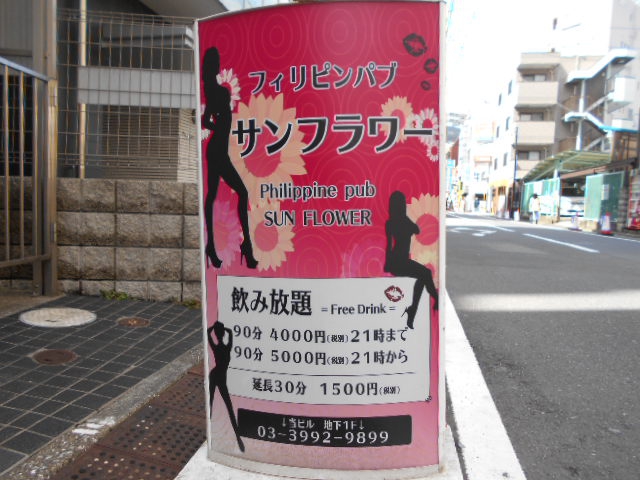 フィリピンパブ
サンフラワー
Philippine pub
SUN FLOWER
飲み放題 = Free Drink =
90分 4000円(税別)21時まで
90分 5000円(税別)21時から
延長30分 1500円(税別)
↓当ビル 地下1F↓
03-3992-9899